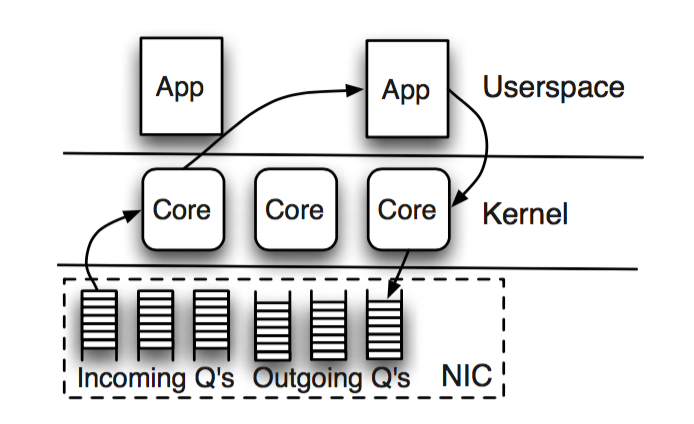 App
App
Userspace
Core
Core
Core
Kernel
Incoming Q's
Outgoing Q's
NIC